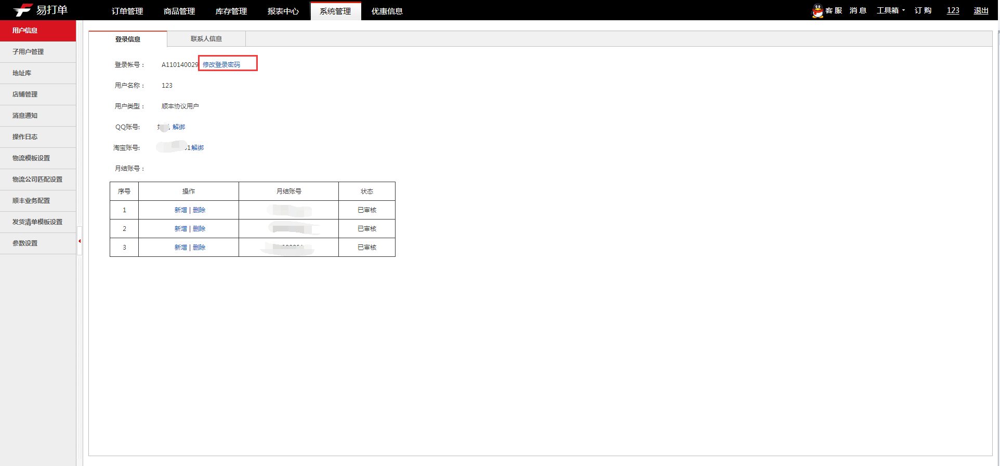 易打单
订单管理 商品管理 库存管理 报表中心 系统管理 优惠信息
客 服 消 息 工具箱 订 购 123 退出
用户信息
子用户管理
地址库
店铺管理
消息通知
操作日志
物流模板设置
物流公司匹配设置
顺丰业务配置
发货清单模板设置
参数设置
登录信息 联系人信息
登录帐号： A110140029 修改登录密码
用户名称： 123
用户类型： 顺丰协议用户
QQ账号: 解绑
淘宝账号: 1解绑
月结账号：
序号 操作 月结账号 状态
1 新增 | 删除 已审核
2 新增 | 删除 已审核
3 新增 | 删除 已审核